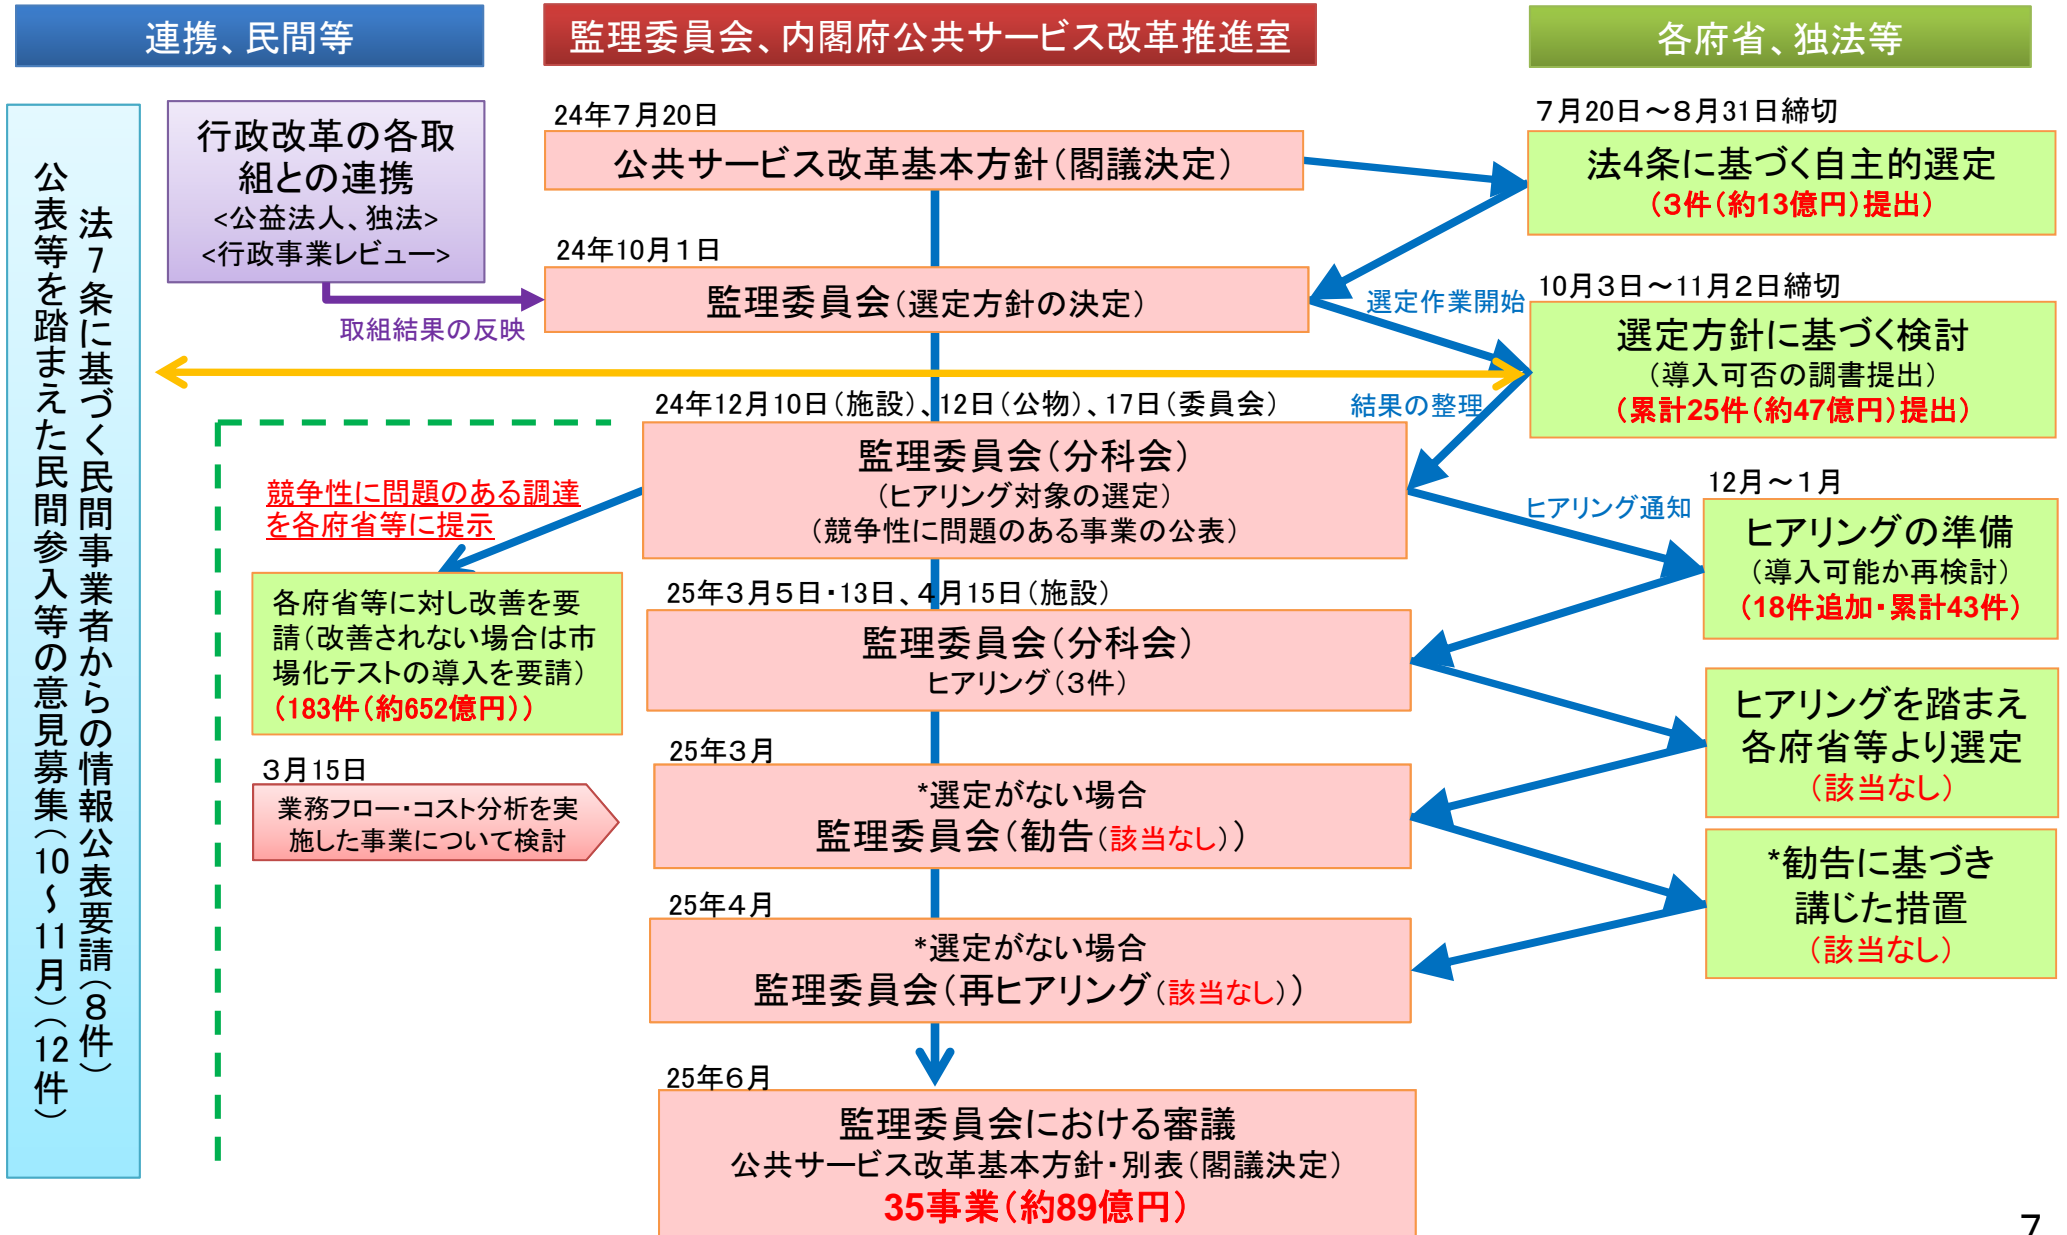 連携、民間等
監理委員会、内閣府公共サービス改革推進室
各府省、独法等
法7条に基づく民間事業者からの情報公表要請(8件)
公表等を踏まえた民間参入等の意見募集(10～11月)(12件)
行政改革の各取
組との連携
<公益法人、独法>
<行政事業レビュー>
取組結果の反映
24年7月20日
公共サービス改革基本方針(閣議決定)
7月20日～8月31日締切
法4条に基づく自主的選定
(3件(約13億円)提出)
24年10月1日
監理委員会(選定方針の決定)
選定作業開始
10月3日～11月2日締切
選定方針に基づく検討
(導入可否の調書提出)
(累計25件(約47億円)提出)
結果の整理
24年12月10日(施設)、12日(公物)、17日(委員会)
監理委員会(分科会)
(ヒアリング対象の選定)
(競争性に問題のある事業の公表)
競争性に問題のある調達
を各府省等に提示
各府省等に対し改善を要
請(改善されない場合は市
場化テストの導入を要請)
(183件(約652億円))
ヒアリング通知
12月～1月
ヒアリングの準備
(導入可能か再検討)
(18件追加・累計43件)
25年3月5日・13日、4月15日(施設)
監理委員会(分科会)
ヒアリング(3件)
ヒアリングを踏まえ
各府省等より選定
(該当なし)
3月15日
業務フロー・コスト分析を実
施した事業について検討
25年3月
*選定がない場合
監理委員会(勧告(該当なし))
*勧告に基づき
講じた措置
(該当なし)
25年4月
*選定がない場合
監理委員会(再ヒアリング(該当なし))
25年6月
監理委員会における審議
公共サービス改革基本方針・別表(閣議決定)
35事業(約89億円)
7